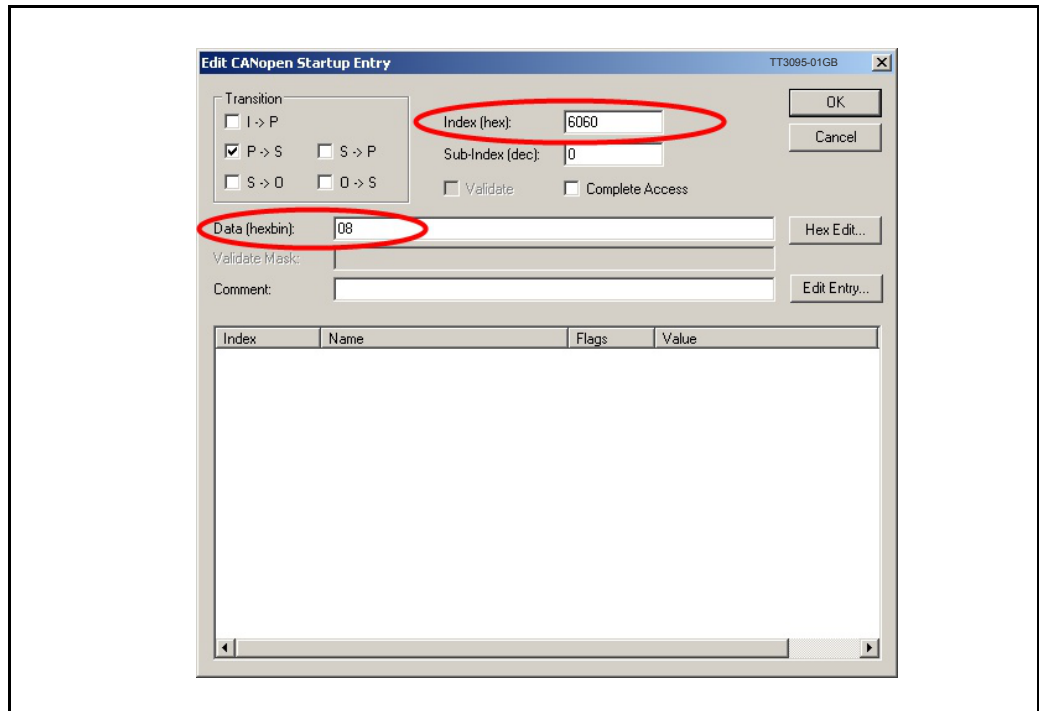 Edit CANopen Startup Entry TT3095-01GB
Transition
I -> P
P -> S S -> P
S -> O O -> S
Index (hex): 6060
Sub-Index (dec): 0
Validate Complete Access
OK
Cancel
Data (hexbin): 08 Hex Edit...
Validate Mask:
Comment: Edit Entry...
Index Name Flags Value